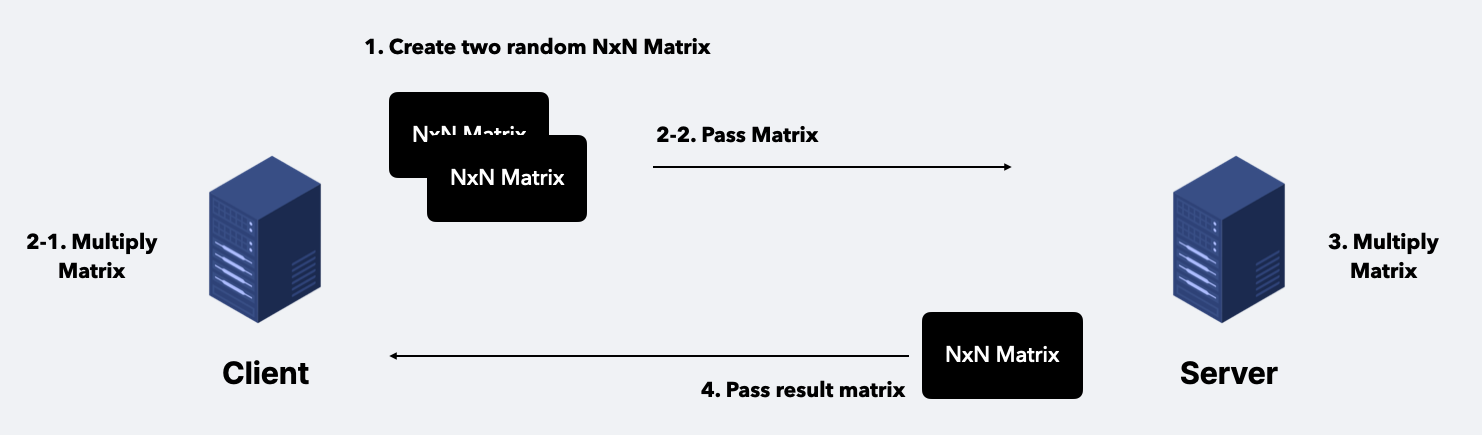 1. Create two random NxN Matrix
NxN Matrix
2-2. Pass Matrix
NxN Matrix
2-1. Multiply
Matrix
3. Multiply
Matrix
NxN Matrix
Client
4. Pass result matrix
Server